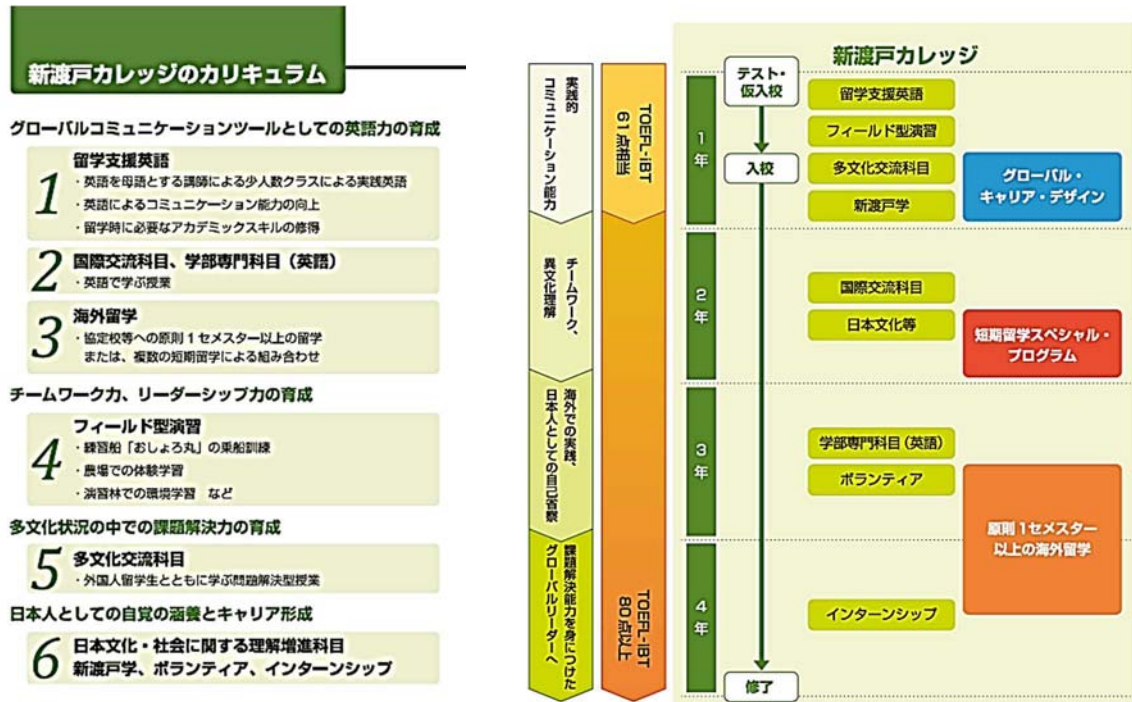 新渡戸カレッジのカリキュラム
グローバルコミュニケーションツールとしての英語力の育成
1
留学支援英語
・英語を母語とする講師による少人数クラスによる実践英語
・英語によるコミュニケーション能力の向上
・留学時に必要なアカデミックスキルの修得
2
国際交流科目、学部専門科目（英語）
・英語で学ぶ授業
3
海外留学
・協定校等への原則1セメスター以上の留学
または、複数の短期留学による組み合わせ
チームワーク力、リーダーシップ力の育成
4
フィールド型演習
・練習船「おしょろ丸」の乗船訓練
・農場での体験学習
・演習林での環境学習　など
多文化状況の中での課題解決力の育成
5
多文化交流科目
・外国人留学生とともに学ぶ問題解決型授業
日本人としての自覚の涵養とキャリア形成
6
日本文化・社会に関する理解増進科目
新渡戸学、ボランティア、インターンシップ
実践的
コミュニケーション能力
チームワーク、
異文化理解
海外での実践、
日本人としての自己省察
課題解決能力を身につけた
グローバルリーダーへ
TOEFL-iBT
61点相当
TOEFL-iBT
80点以上
新渡戸カレッジ
1年
テスト・
仮入校
入校
留学支援英語
フィールド型演習
多文化交流科目
新渡戸学
グローバル・
キャリア・デザイン
2年
国際交流科目
日本文化等
短期留学スペシャル・
プログラム
3年
学部専門科目（英語）
ボランティア
原則1セメスター
以上の海外留学
4年
インターンシップ
修了